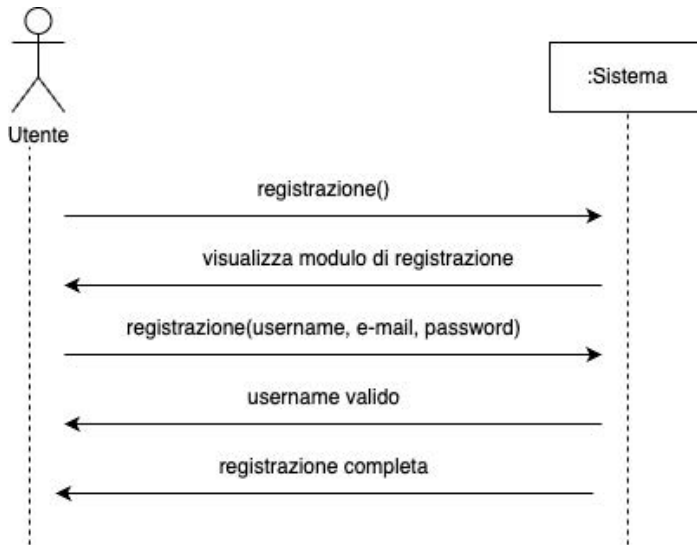 :Sistema
Utente
registrazione()
visualizza modulo di registrazione
registrazione(username, e-mail, password)
username valido
registrazione completa